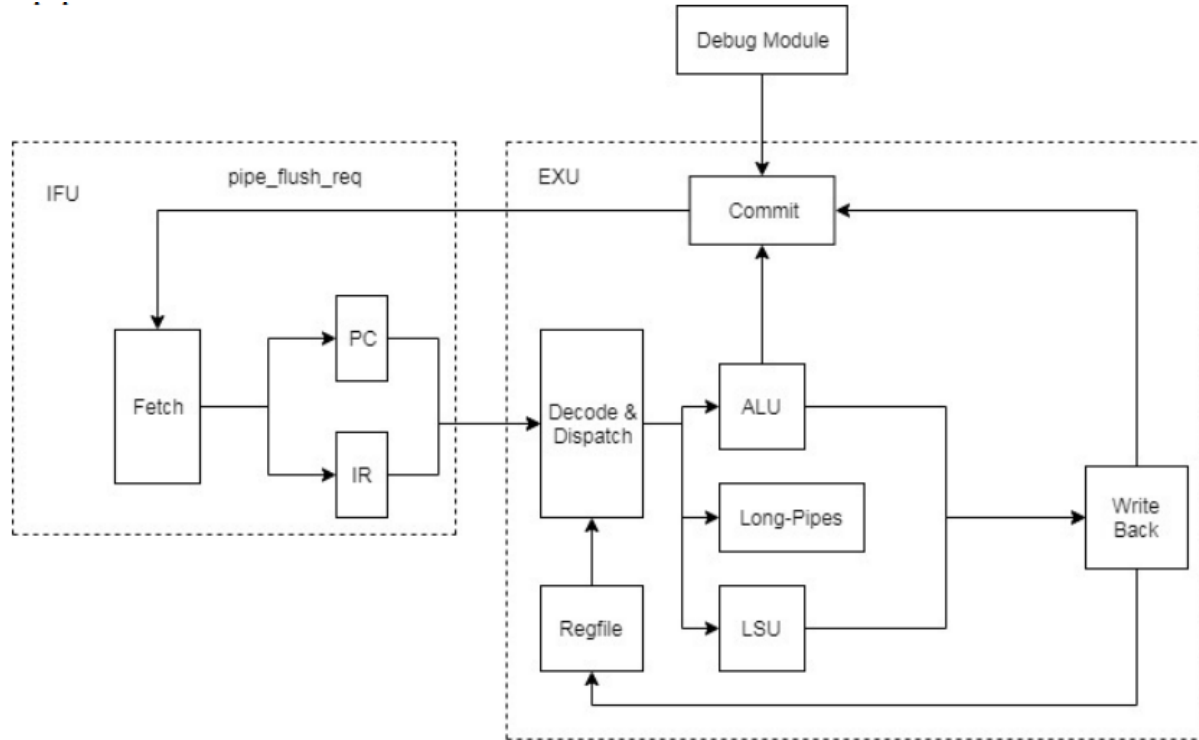 Debug Module
IFU
pipe_flush_req
EXU
Commit
PC
Fetch
IR
Decode &
Dispatch
ALU
Long-Pipes
LSU
Regfile
Write
Back